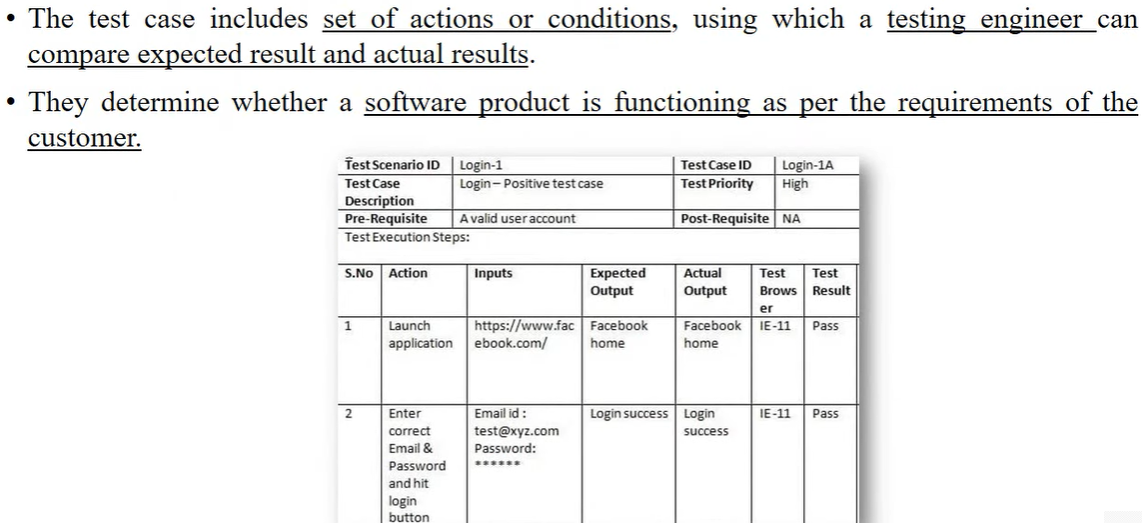 • The test case includes set of actions or conditions, using which a testing engineer can
compare expected result and actual results.
• They determine whether a software product is functioning as per the requirements of the
customer.
Test Scenario ID Login-1 Test Case ID Login-1A
Test Case Login – Positive test case Test Priority High
Description
Pre-Requisite A valid user account Post-Requisite NA
Test Execution Steps:
S.No Action Inputs Expected Actual Test Test
Output Output Brows Result
er
1 Launch https://www.fac Facebook Facebook IE-11 Pass
application ebook.com/ home home
2 Enter Email id : Login success Login IE-11 Pass
correct test@xyz.com success
Email & Password:
Password ******
and hit
login
button